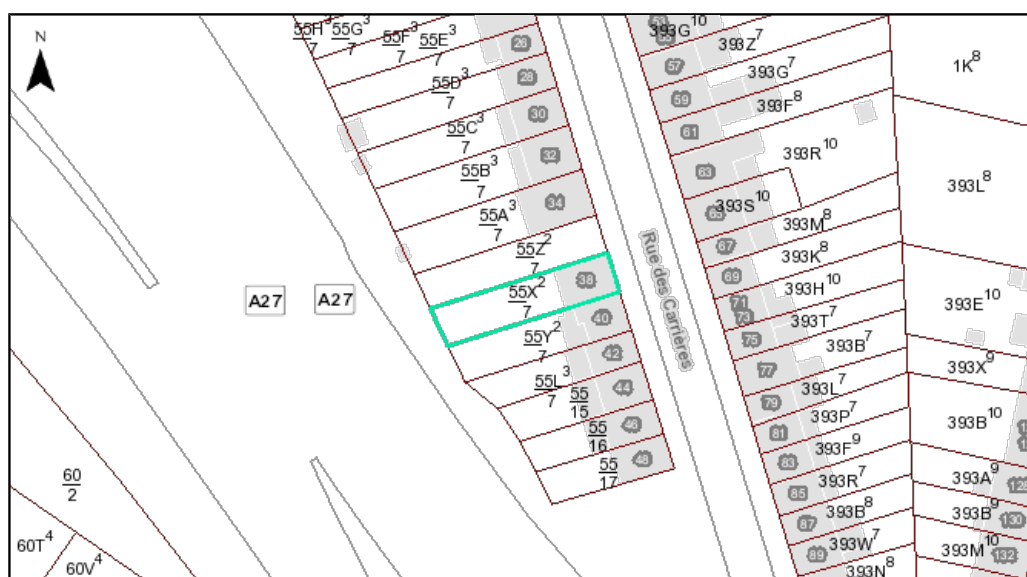 N
55H³
7
55G³
7
55F³
7
55E³
7
26
55D³
7
28
55C³
7
30
55B³
7
32
55A³
7
34
55Z²
7
55X²
7
38
55Y²
7
40
42
55L³
7
44
55
15
46
55
16
48
55
17
A27
A27
Rue des Carrières
60
2
60T⁴
60V⁴
393G¹⁰
393Z⁷
57
393G⁷
59
393F⁸
61
393R¹⁰
63
393S¹⁰
65
393M⁸
67
393K⁸
69
393H¹⁰
71
73
393T⁷
75
393B⁷
77
393L⁷
79
393P⁷
81
393F⁹
83
393R⁷
85
393B⁸
87
393W⁷
89
393N⁸
1K⁸
393L⁸
393E¹⁰
393X⁹
393B¹⁰
393A⁹
393B⁹
130
393M¹⁰
132